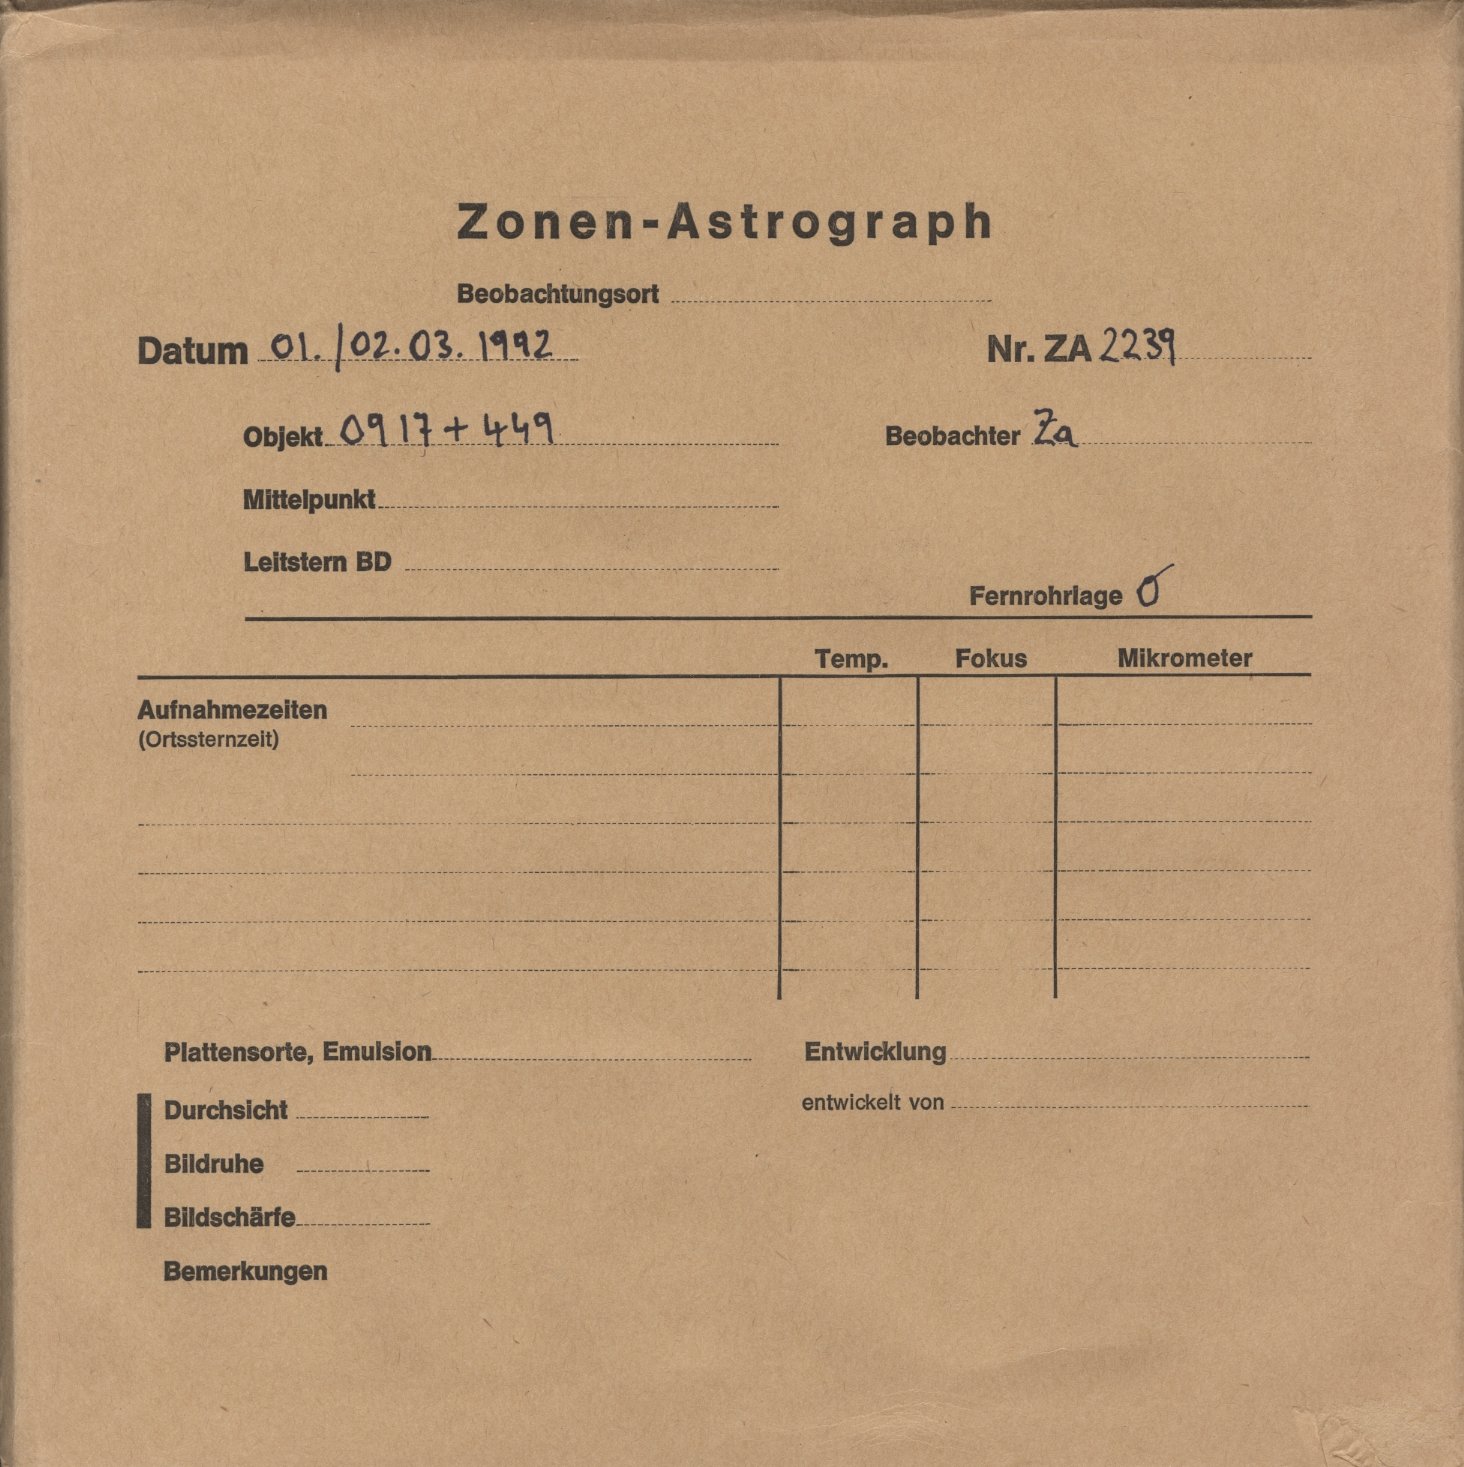 Zonen-Astrograph
Beobachtungsort
Datum 01./02.03.1992 Nr. ZA 2239
Objekt 0917+449 Beobachter Za
Mittelpunkt
Leitstern BD
Fernrohrlage O
Temp. Fokus Mikrometer
Aufnahmezeiten
(Ortssternzeit)
Plattensorte, Emulsion Entwicklung
Durchsicht entwickelt von
Bildruhe
Bildschärfe
Bemerkungen